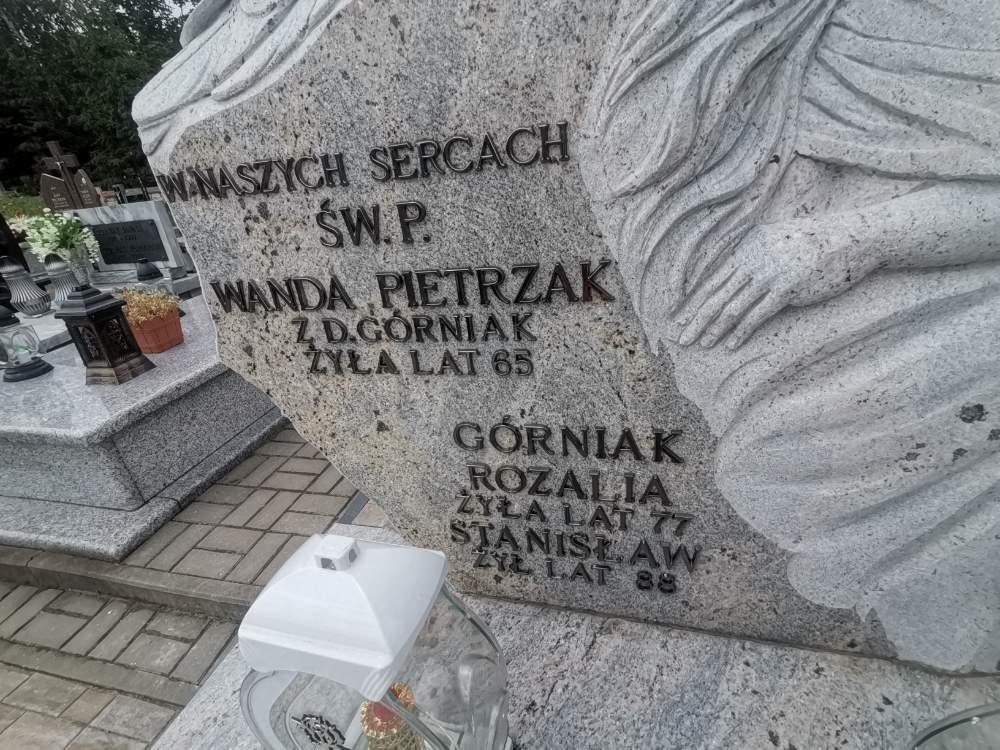 W NASZYCH SERCACH
ŚW. P.
WANDA PIETRZAK
Z D. GÓRNIAK
ŻYŁA LAT 65
GÓRNIAK
ROZALIA
ŻYŁA LAT 77
STANISŁAW
ŻYŁ LAT 88